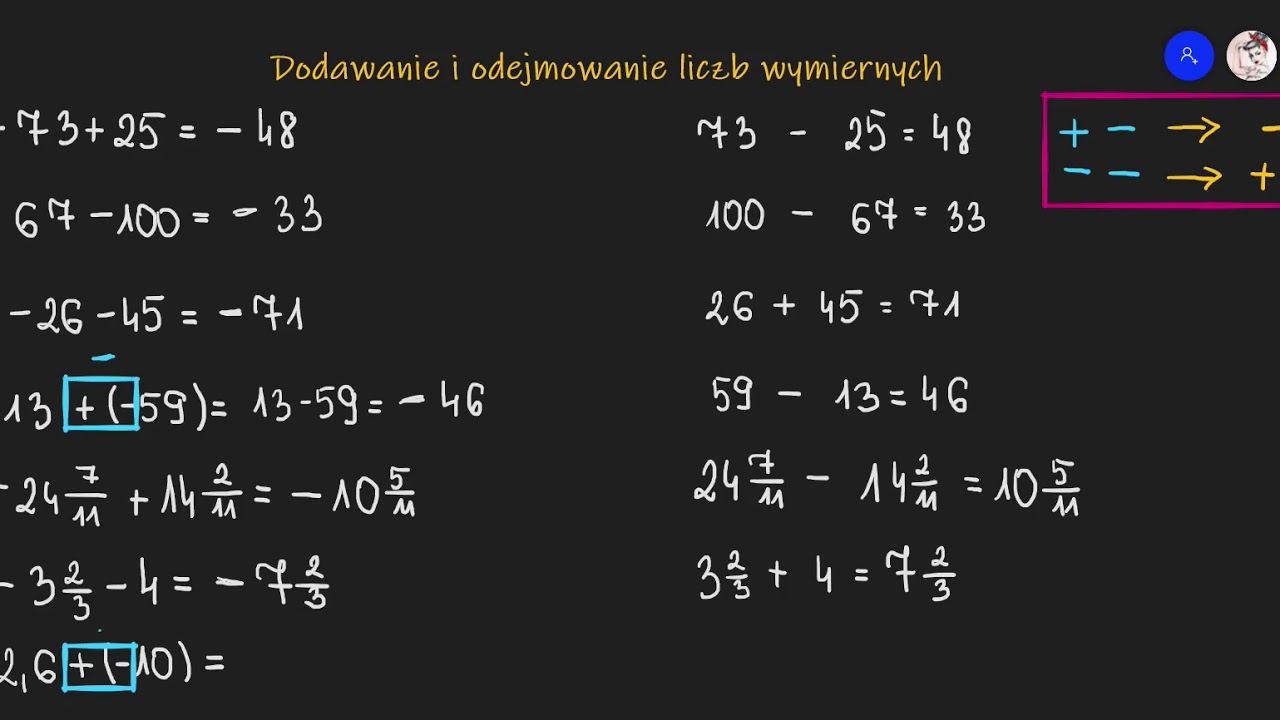 Dodawanie i odejmowanie liczb wymiernych
- 73 + 25 = - 48
73 - 25 = 48
+ - → -
- - → +
67 - 100 = - 33
100 - 67 = 33
- 26 - 45 = - 71
26 + 45 = 71
-
13 + (-59) = 13 - 59 = - 46
59 - 13 = 46
- 24 7/11 + 14 2/11 = - 10 5/11
24 7/11 - 14 2/11 = 10 5/11
- 3 2/3 - 4 = - 7 2/3
3 2/3 + 4 = 7 2/3
2,6 + (-10) =